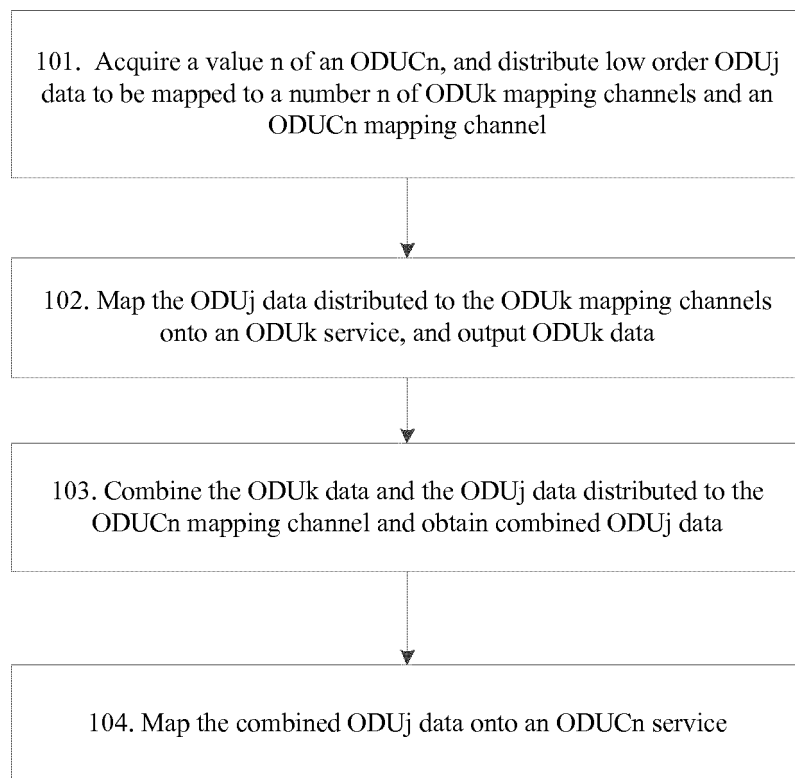 101. Acquire a value n of an ODUCn, and distribute low order ODUj
data to be mapped to a number n of ODUk mapping channels and an
ODUCn mapping channel
102. Map the ODUj data distributed to the ODUk mapping channels
onto an ODUk service, and output ODUk data
103. Combine the ODUk data and the ODUj data distributed to the
ODUCn mapping channel and obtain combined ODUj data
104. Map the combined ODUj data onto an ODUCn service